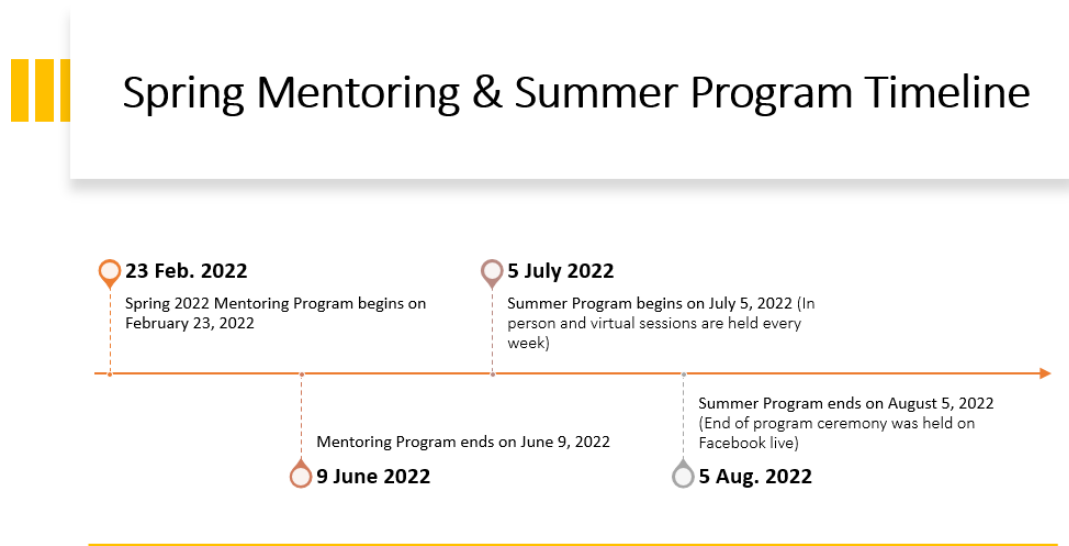 Spring Mentoring & Summer Program Timeline
23 Feb. 2022
Spring 2022 Mentoring Program begins on
February 23, 2022
Mentoring Program ends on June 9, 2022
9 June 2022
5 July 2022
Summer Program begins on July 5, 2022 (In
person and virtual sessions are held every
week)
Summer Program ends on August 5, 2022
(End of program ceremony was held on
Facebook live)
5 Aug. 2022